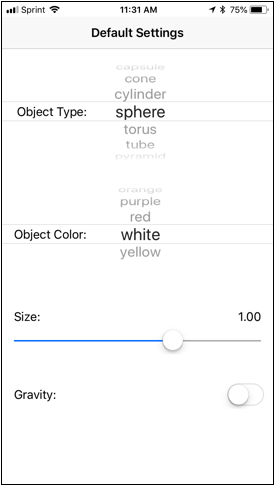 Sprint 11:31 AM 75%
Default Settings
capsule
cone
cylinder
Object Type: sphere
torus
tube
pyramid
orange
purple
red
Object Color: white
yellow
Size: 1.00
Gravity: